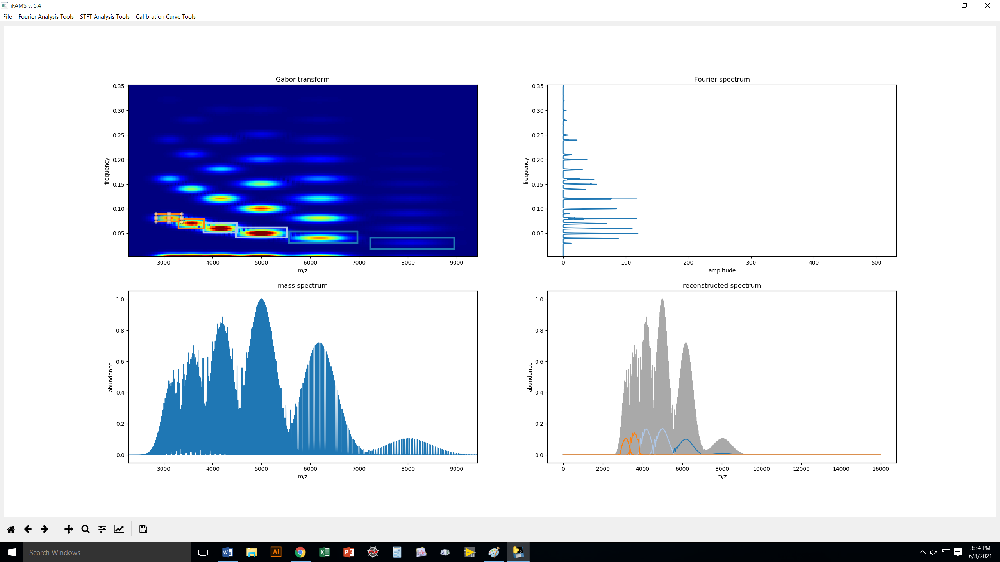 iFAMS v. 5.4
File Fourier Analysis Tools STFT Analysis Tools Calibration Curve Tools
Gabor transform
0.35
0.30
0.25
0.20
0.15
0.10
0.05
frequency
3000 4000 5000 6000 7000 8000 9000
m/z
Fourier spectrum
0.35
0.30
0.25
0.20
0.15
0.10
0.05
frequency
0 100 200 300 400 500
amplitude
mass spectrum
1.0
0.8
0.6
0.4
0.2
0.0
abundance
3000 4000 5000 6000 7000 8000 9000
m/z
reconstructed spectrum
1.0
0.8
0.6
0.4
0.2
0.0
abundance
0 2000 4000 6000 8000 10000 12000 14000 16000
m/z
Search Windows
Ai
19
3:34 PM
6/8/2021